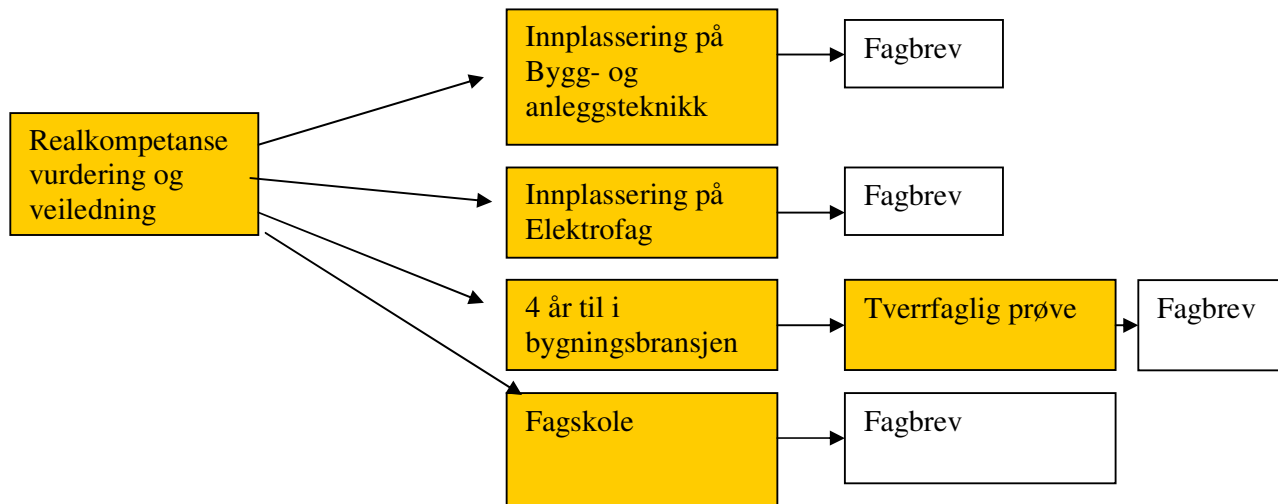 Realkompetanse
vurdering og
veiledning
Innplassering på
Bygg- og
anleggsteknikk
Fagbrev
Innplassering på
Elektrofag
Fagbrev
4 år til i
bygningsbransjen
Tverrfaglig prøve
Fagbrev
Fagskole
Fagbrev